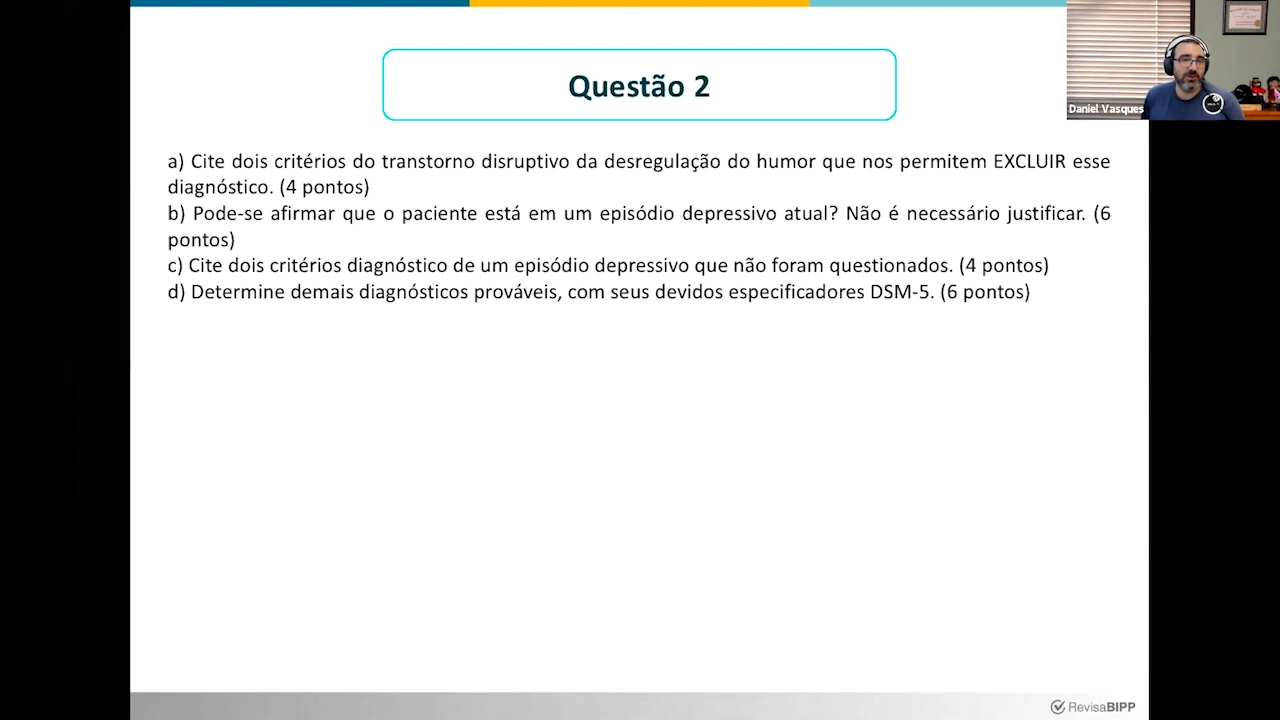 Questão 2
Daniel Vasques
a) Cite dois critérios do transtorno disruptivo da desregulação do humor que nos permitem EXCLUIR esse
diagnóstico. (4 pontos)
b) Pode-se afirmar que o paciente está em um episódio depressivo atual? Não é necessário justificar. (6
pontos)
c) Cite dois critérios diagnóstico de um episódio depressivo que não foram questionados. (4 pontos)
d) Determine demais diagnósticos prováveis, com seus devidos especificadores DSM-5. (6 pontos)
RevisaBIPP